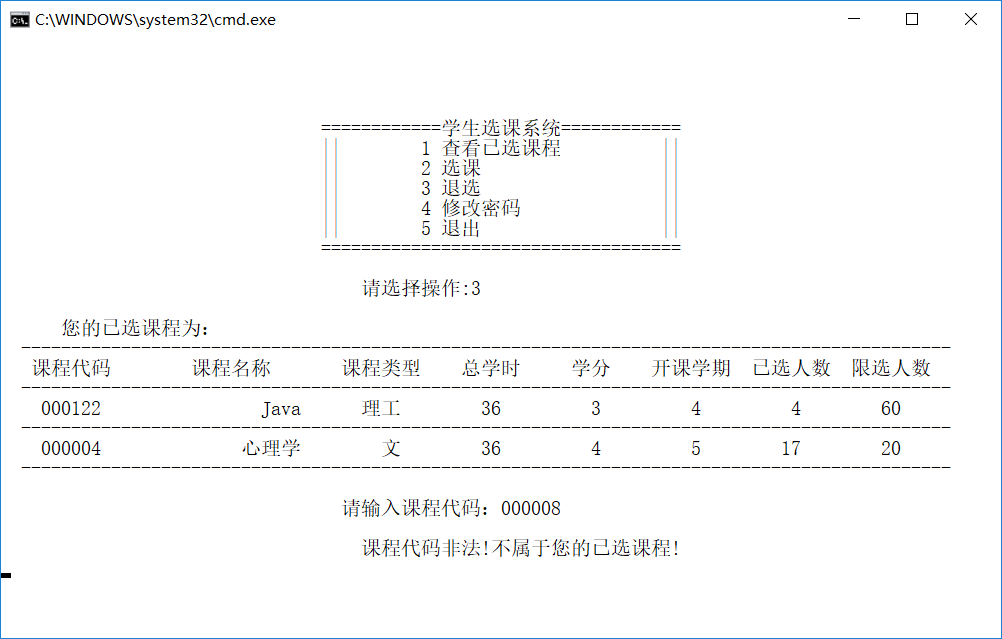 C:\WINDOWS\system32\cmd.exe
============学生选课系统============
|| 1 查看已选课程 ||
|| 2 选课 ||
|| 3 退选 ||
|| 4 修改密码 ||
|| 5 退出 ||
====================================
请选择操作:3
您的已选课程为:
---------------------------------------------------------------------------------------------
课程代码 课程名称 课程类型 总学时 学分 开课学期 已选人数 限选人数
---------------------------------------------------------------------------------------------
000122 Java 理工 36 3 4 4 60
---------------------------------------------------------------------------------------------
000004 心理学 文 36 4 5 17 20
---------------------------------------------------------------------------------------------
请输入课程代码：000008
课程代码非法!不属于您的已选课程!